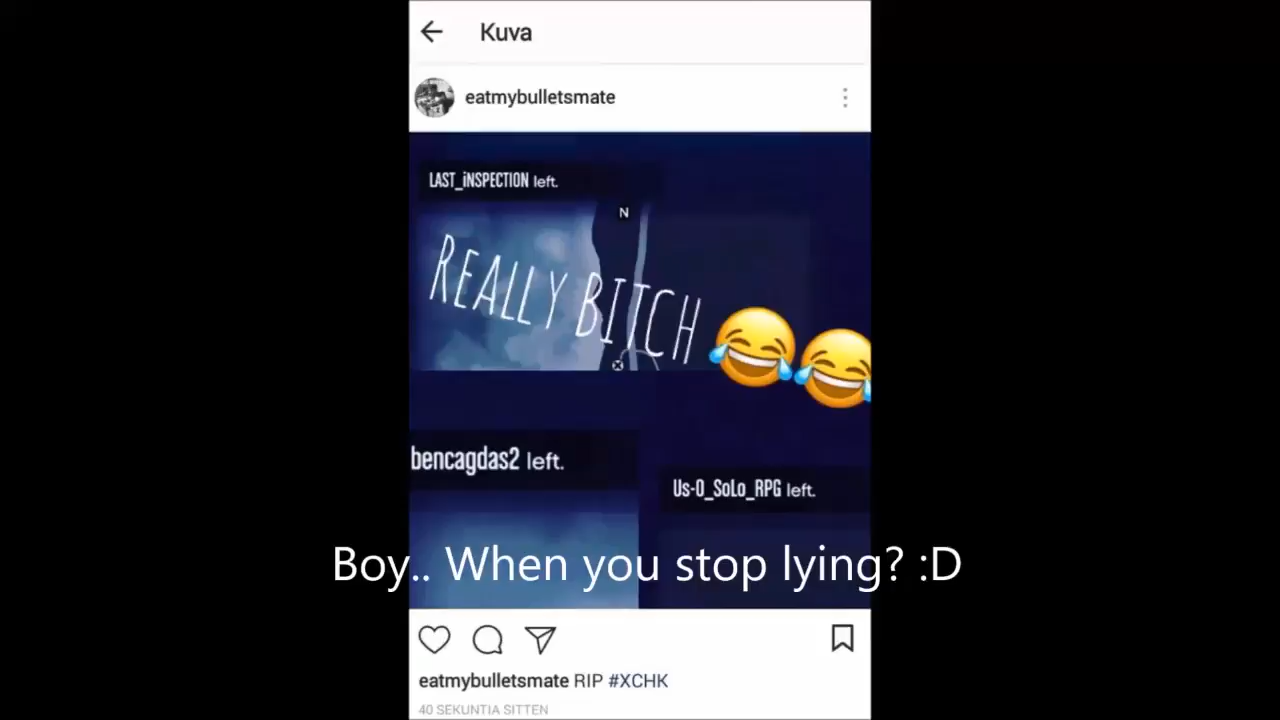 Kuva
eatmybulletsmate
LAST_iNSPECTION left.
N
REALLY BITCH
bencagdas2 left.
Us-0_SoLo_RPG left.
Boy.. When you stop lying? :D
eatmybulletsmate RIP #XCHK
40 SEKUNTIA SITTEN